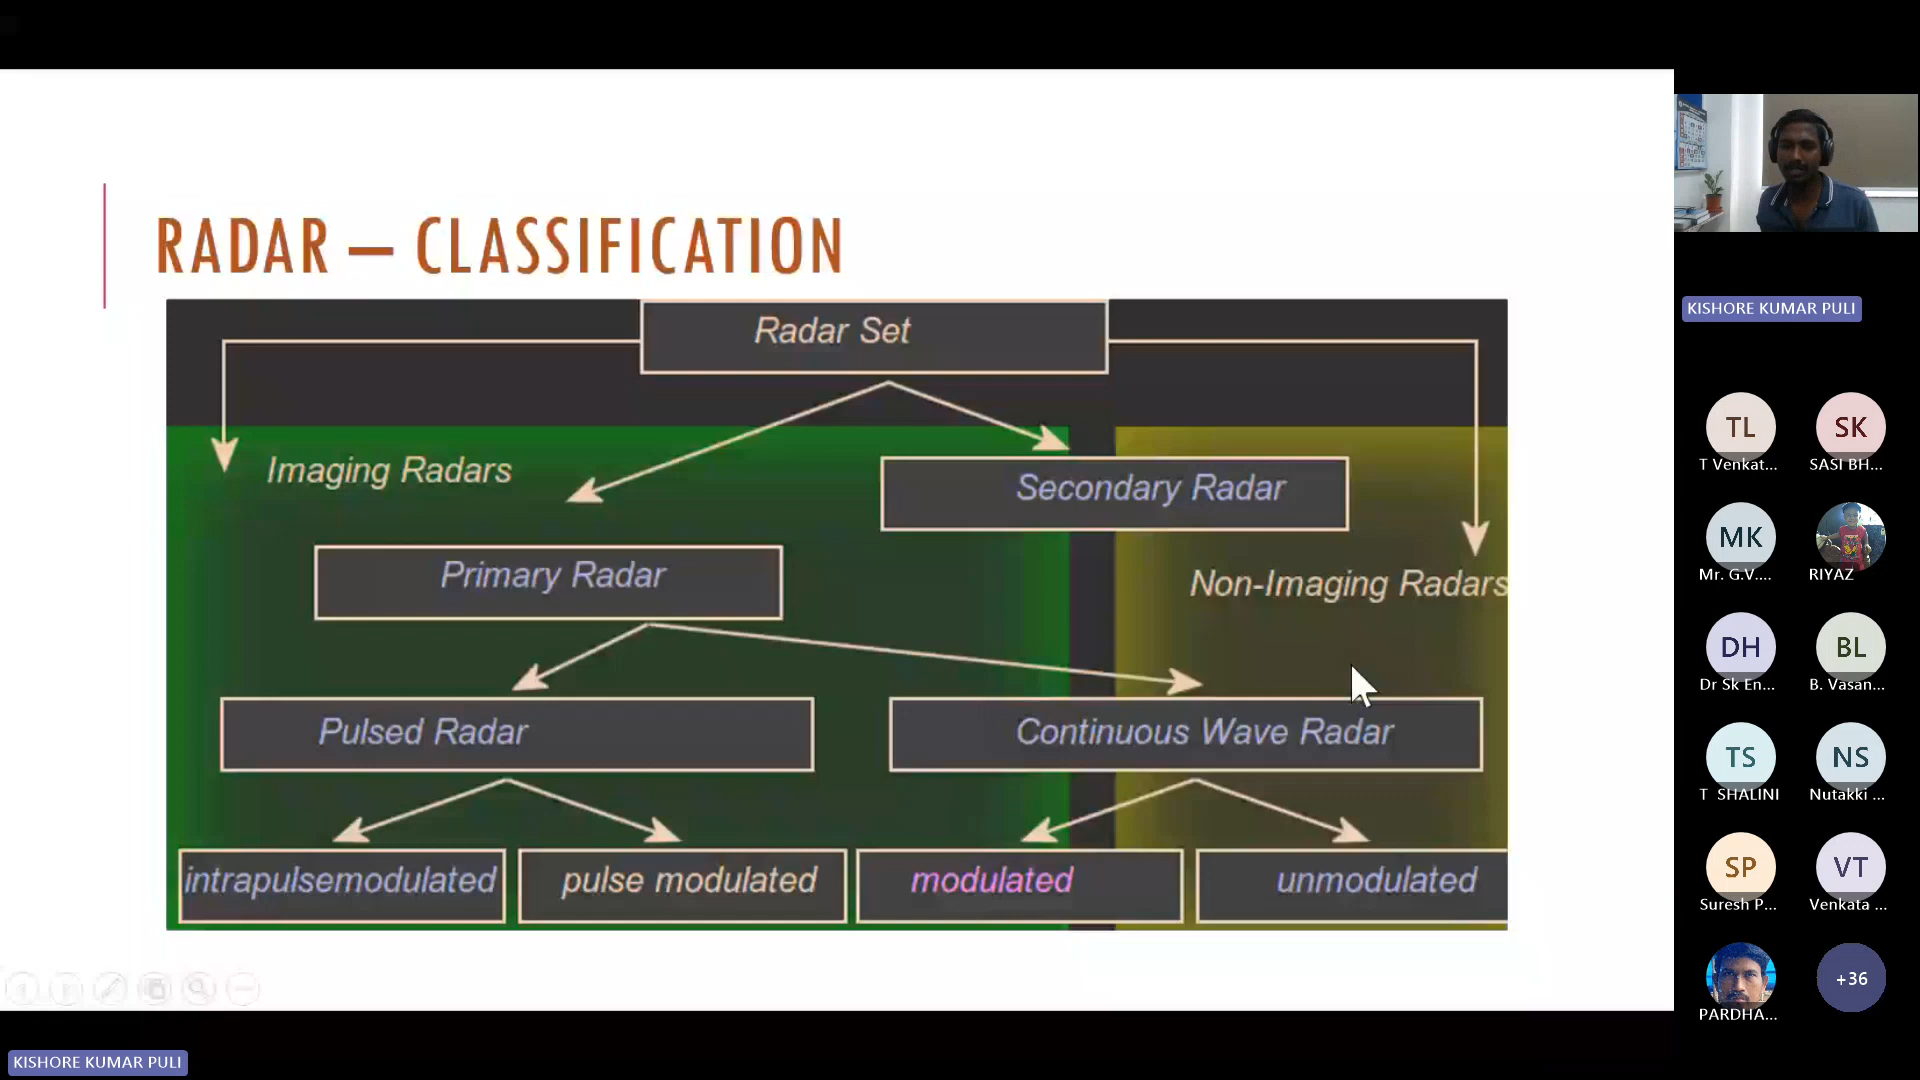 RADAR – CLASSIFICATION
Radar Set
Imaging Radars
Secondary Radar
Primary Radar
Non-Imaging Radars
Pulsed Radar
Continuous Wave Radar
intrapulsemodulated
pulse modulated
modulated
unmodulated
KISHORE KUMAR PULI
TL
SK
T Venkat...
SASI BH...
MK
Mr. G.V....
RIYAZ
DH
BL
Dr Sk En...
B. Vasan...
TS
NS
T SHALINI
Nutakki ...
SP
VT
Suresh P...
Venkata ...
+36
PARDHA...
KISHORE KUMAR PULI